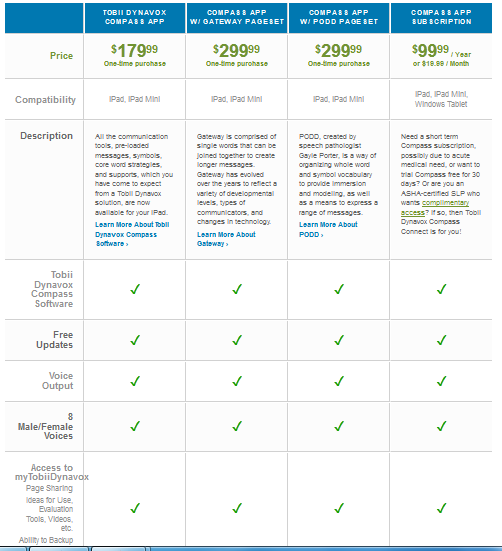 TOBII DYNAVOX COMPASS APP
COMPASS APP W/ GATEWAY PAGESET
COMPASS APP W/ PODD PAGESET
COMPASS APP SUBSCRIPTION
Price
$179.99
One-time purchase
$299.99
One-time purchase
$299.99
One-time purchase
$99.99 / Year
or $19.99 / Month
Compatibility
iPad, iPad Mini
iPad, iPad Mini
iPad, iPad Mini
iPad, iPad Mini,
Windows Tablet
Description
All the communication
tools, pre-loaded
messages, symbols,
core word strategies,
and supports, which you
have come to expect
from a Tobii Dynavox
solution, are now
available for your iPad.
Learn More About Tobii
Dynavox Compass
Software ›
Gateway is comprised of
single words that can be
joined together to create
longer messages.
Gateway has evolved
over the years to reflect a
variety of developmental
levels, types of
communicators, and
changes in technology.
Learn More About
Gateway ›
PODD, created by
speech pathologist
Gayle Porter, is a way of
organizing whole word
and symbol vocabulary
to provide immersion
and modeling, as well
as a means to express a
range of messages.
Learn More About
PODD ›
Need a short term
Compass subscription,
possibly due to acute
medical need, or want to
trial Compass free for 30
days? Or are you an
ASHA-certified SLP who
wants complimentary
access? If so, then Tobii
Dynavox Compass
Connect is for you!
Tobii
Dynavox
Compass
Software
Free
Updates
Voice
Output
8
Male/Female
Voices
Access to
myTobiiDynavox
Page Sharing
Ideas for Use,
Evaluation
Tools, Videos,
etc.
Ability to Backup